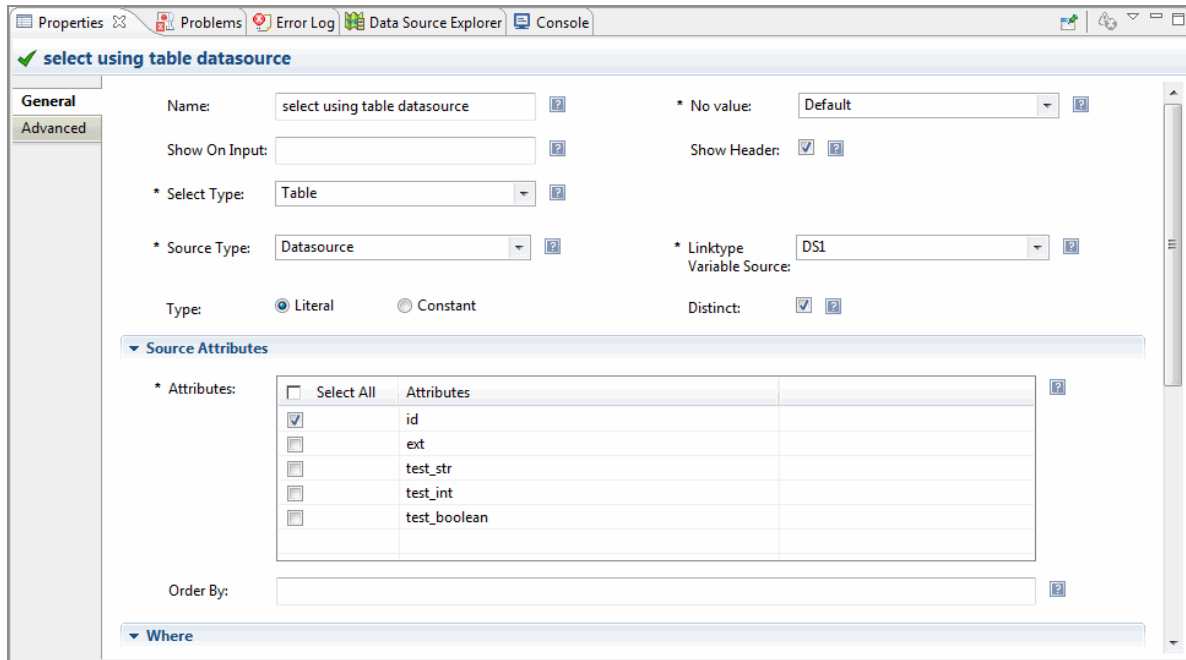 Properties Problems Error Log Data Source Explorer Console
select using table datasource
General
Advanced
Name: select using table datasource ? * No value: Default ?
Show On Input: ? Show Header: ?
* Select Type: Table ?
* Source Type: Datasource ? * Linktype Variable Source: DS1 ?
Type: Literal Constant Distinct: ?
Source Attributes
* Attributes: ?
Select All Attributes
id
ext
test_str
test_int
test_boolean
Order By: ?
Where